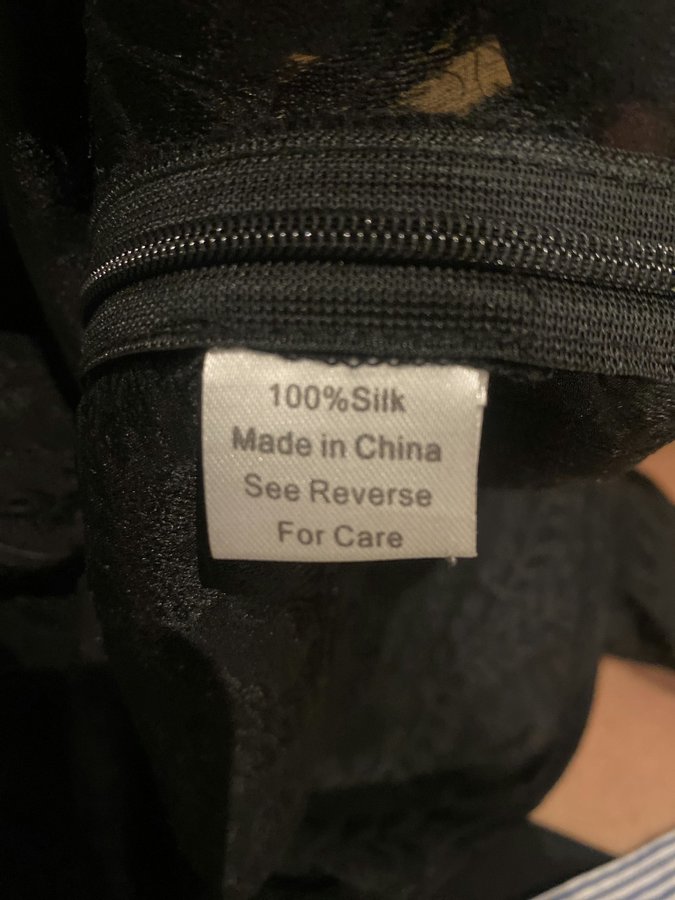 100%Silk
Made in China
See Reverse
For Care